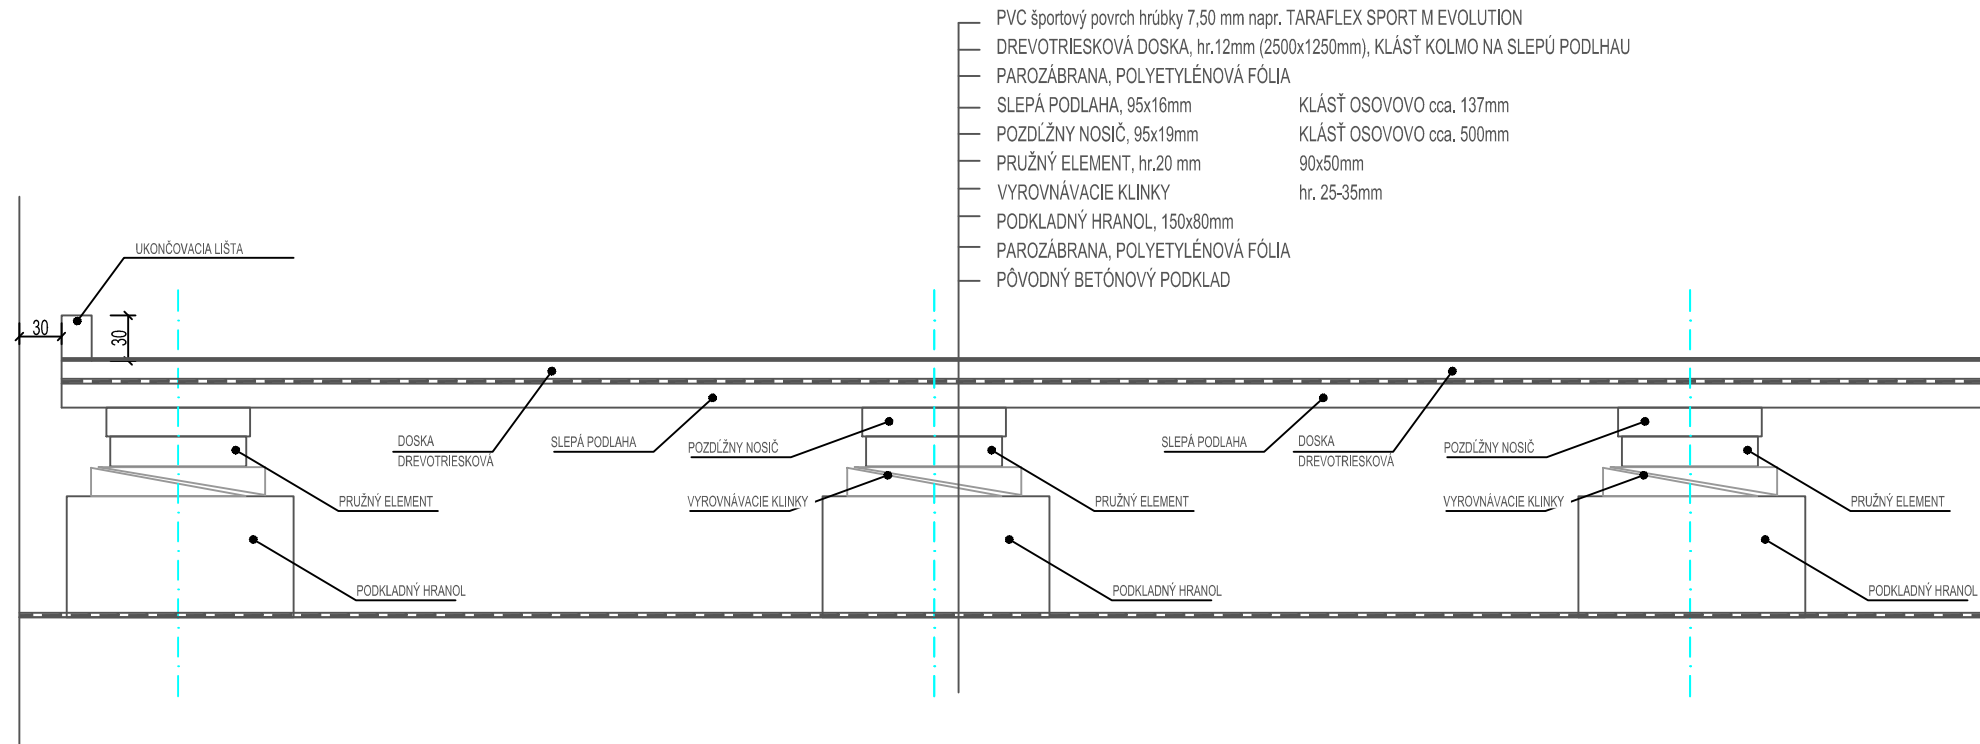 PVC športový povrch hrúbky 7,50 mm napr. TARAFLEX SPORT M EVOLUTION
DREVOTRIESKOVÁ DOSKA, hr.12mm (2500x1250mm), KLÁSŤ KOLMO NA SLEPÚ PODLHAU
PAROZÁBRANA, POLYETYLÉNOVÁ FÓLIA
SLEPÁ PODLAHA, 95x16mm KLÁSŤ OSOVOVO cca. 137mm
POZDĹŽNY NOSIČ, 95x19mm KLÁSŤ OSOVOVO cca. 500mm
PRUŽNÝ ELEMENT, hr.20 mm 90x50mm
VYROVNÁVACIE KLINKY hr. 25-35mm
PODKLADNÝ HRANOL, 150x80mm
PAROZÁBRANA, POLYETYLÉNOVÁ FÓLIA
PÔVODNÝ BETÓNOVÝ PODKLAD
UKONČOVACIA LIŠTA
30
30
DOSKA
DREVOTRIESKOVÁ
SLEPÁ PODLAHA
POZDĹŽNY NOSIČ
SLEPÁ PODLAHA
DOSKA
DREVOTRIESKOVÁ
POZDĹŽNY NOSIČ
PRUŽNÝ ELEMENT
VYROVNÁVACIE KLINKY
PRUŽNÝ ELEMENT
VYROVNÁVACIE KLINKY
PRUŽNÝ ELEMENT
PODKLADNÝ HRANOL
PODKLADNÝ HRANOL
PODKLADNÝ HRANOL